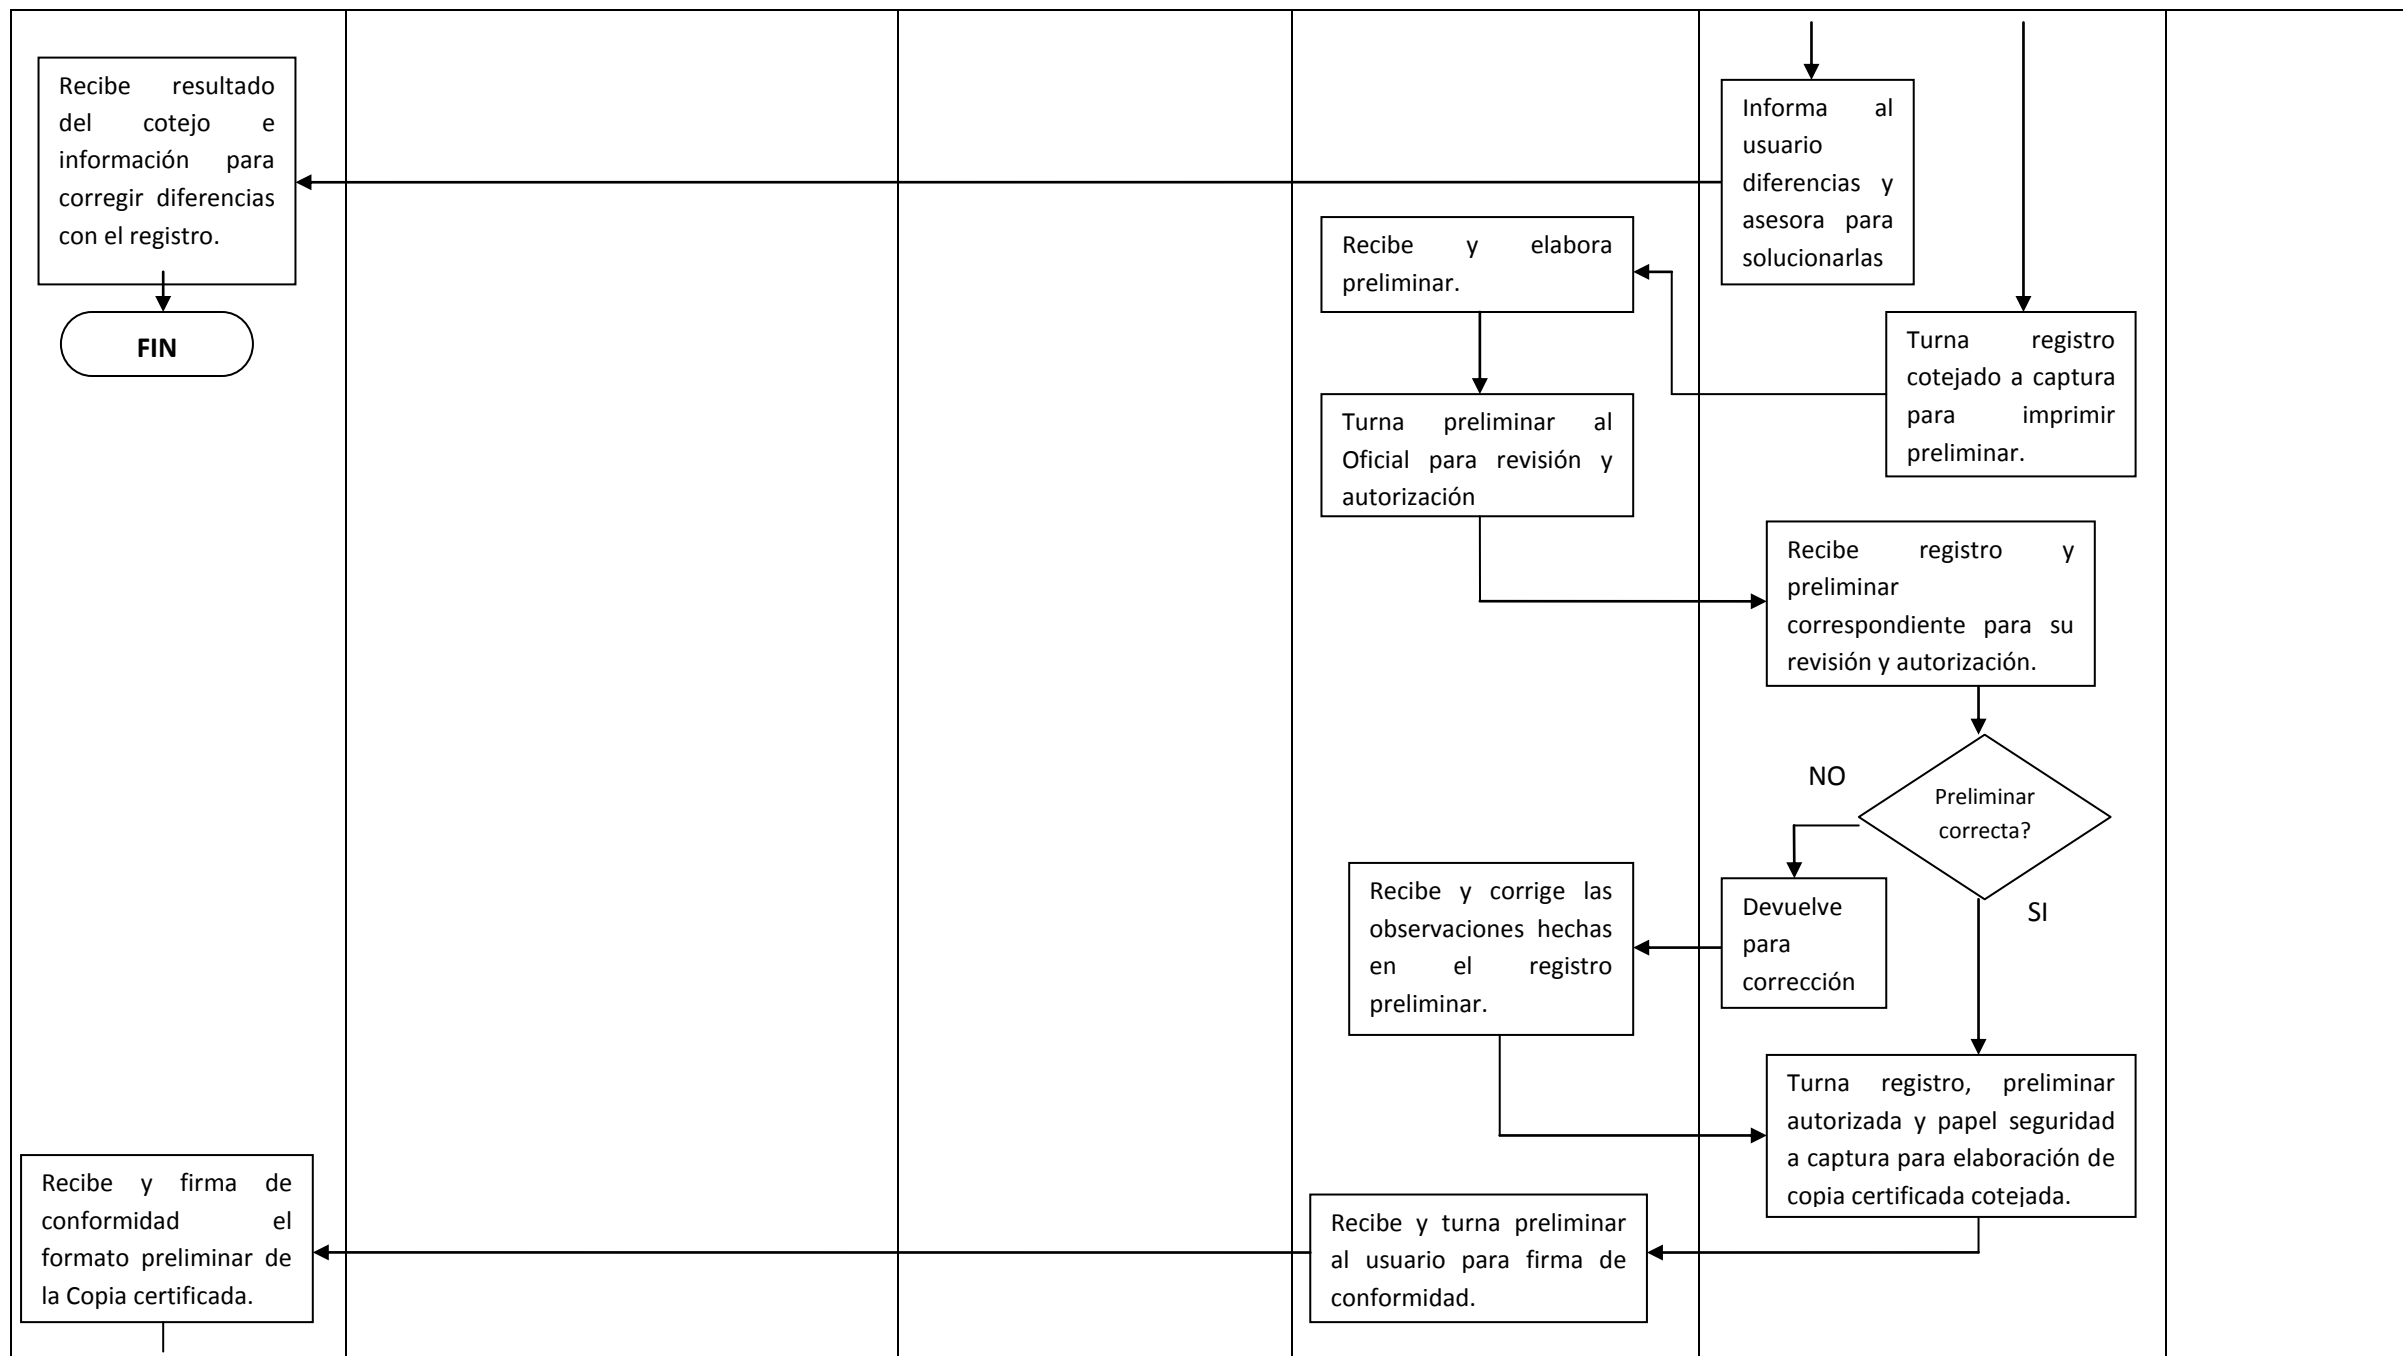 Recibe resultado
del cotejo e
información para
corregir diferencias
con el registro.
FIN
Informa al
usuario
diferencias y
asesora para
solucionarlas
Recibe y elabora
preliminar.
Turna registro
cotejado a captura
para imprimir
preliminar.
Turna preliminar al
Oficial para revisión y
autorización
Recibe registro y
preliminar
correspondiente para su
revisión y autorización.
NO
Preliminar
correcta?
SI
Devuelve
para
corrección
Recibe y corrige las
observaciones hechas
en el registro
preliminar.
Turna registro, preliminar
autorizada y papel seguridad
a captura para elaboración de
copia certificada cotejada.
Recibe y turna preliminar
al usuario para firma de
conformidad.
Recibe y firma de
conformidad el
formato preliminar de
la Copia certificada.